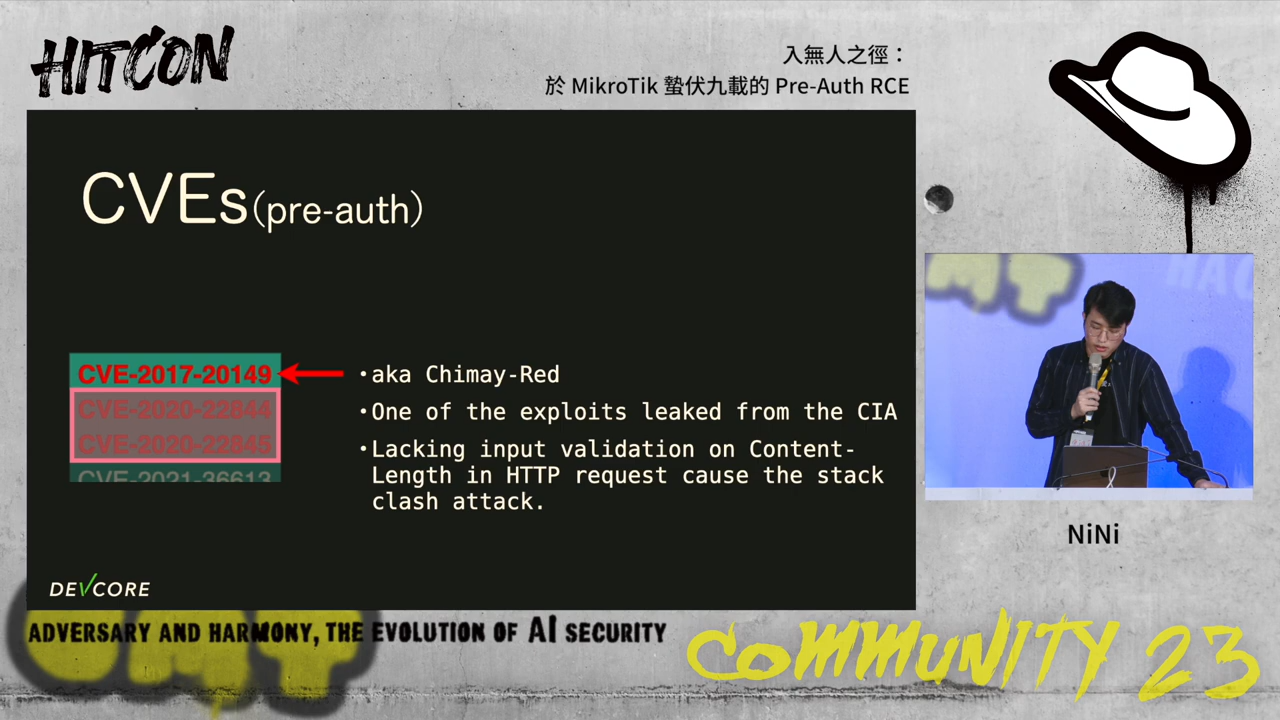 HITCON
入無人之徑：
於 MikroTik 蟄伏九載的 Pre-Auth RCE
CVEs(pre-auth)
CVE-2017-20149
CVE-2020-22844
CVE-2020-22845
CVE-2021-36613
•aka Chimay-Red
•One of the exploits leaked from the CIA
•Lacking input validation on Content-
Length in HTTP request cause the stack
clash attack.
DEVCORE
NiNi
ADVERSARY AND HARMONY, THE EVOLUTION OF AI SECURITY
COMMUNITY 23